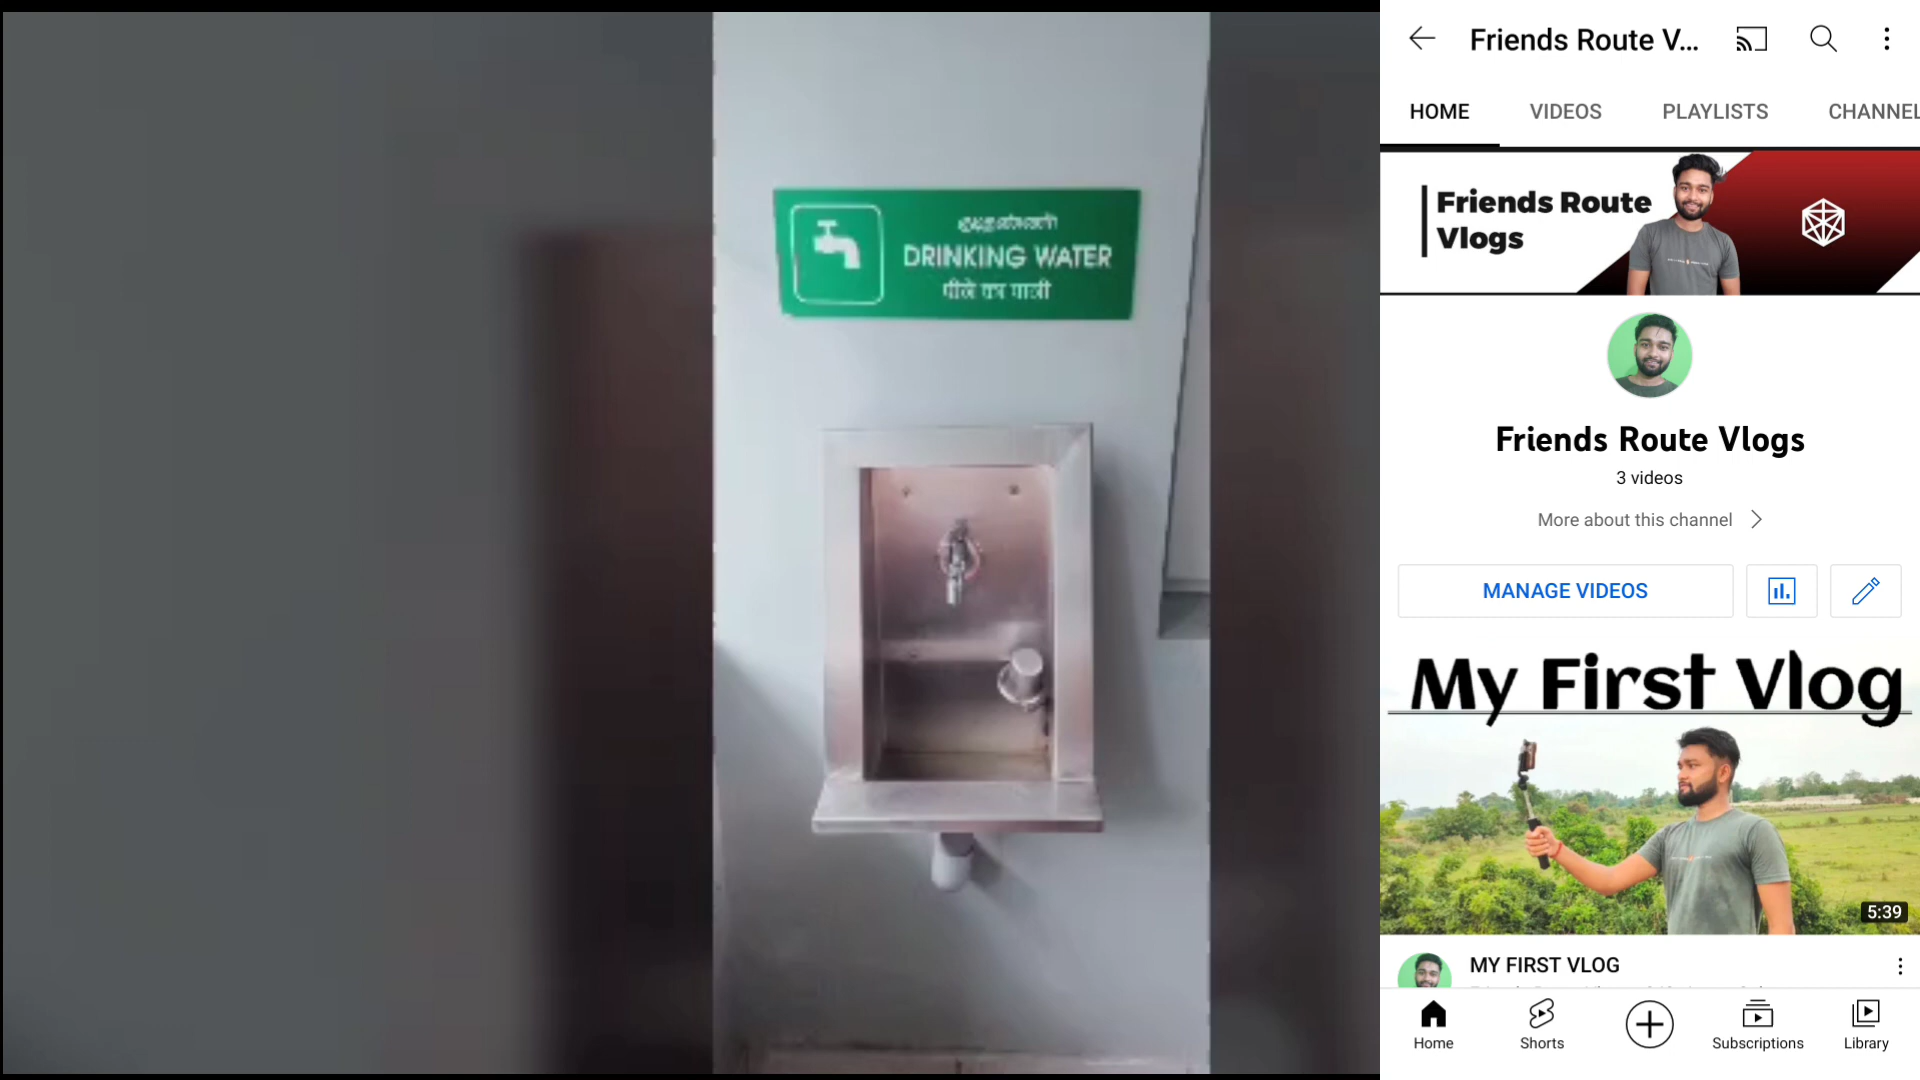 DRINKING WATER
पीने का पानी
Friends Route V...
HOME
VIDEOS
PLAYLISTS
CHANNEL
Friends Route
Vlogs
Friends Route Vlogs
3 videos
More about this channel
MANAGE VIDEOS
My First Vlog
5:39
MY FIRST VLOG
Home
Shorts
Subscriptions
Library